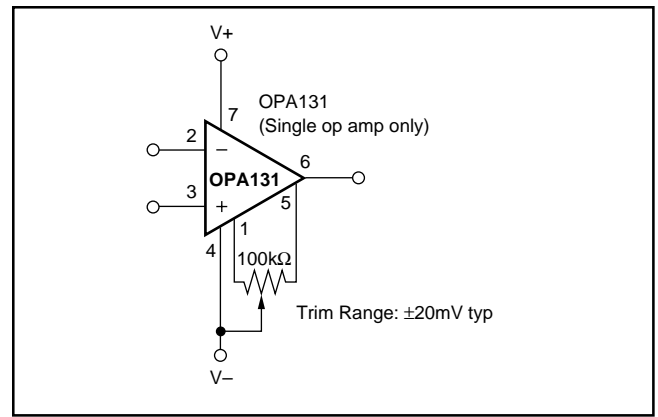 V+
7
OPA131
(Single op amp only)
2
−
6
OPA131
3
+
5
1
4
100kΩ
Trim Range: ±20mV typ
V–